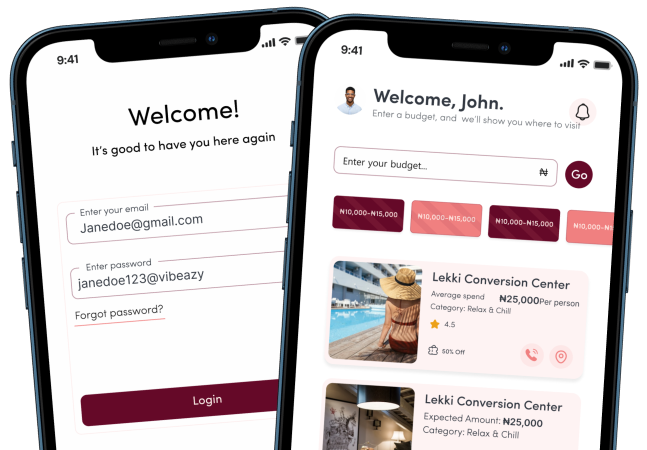 9:41
Welcome!
It's good to have you here again
Enter your email
Janedoe@gmail.com
Enter password
janedoe123@vibeazy
Forgot password?
Login
9:41
Welcome, John.
Enter a budget, and we'll show you where to visit
Enter your budget...
₦
Go
₦10,000-₦15,000
₦10,000-₦15,000
₦10,000-₦15,000
₦10,000-
Lekki Conversion Center
Average spend ₦25,000Per person
Category: Relax & Chill
4.5
50% Off
Lekki Conversion Center
Expected Amount: ₦25,000
Category: Relax & Chill